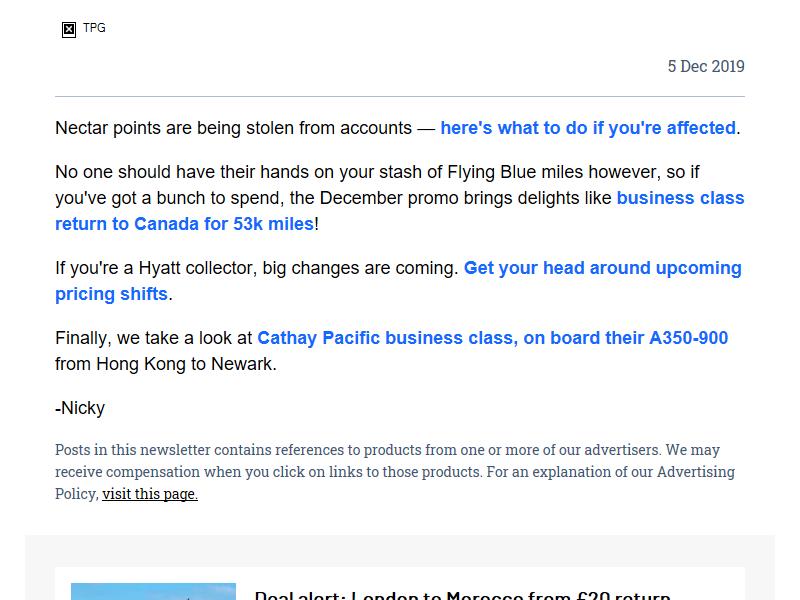 TPG
5 Dec 2019
Nectar points are being stolen from accounts — here's what to do if you're affected.
No one should have their hands on your stash of Flying Blue miles however, so if
you've got a bunch to spend, the December promo brings delights like business class
return to Canada for 53k miles!
If you're a Hyatt collector, big changes are coming. Get your head around upcoming
pricing shifts.
Finally, we take a look at Cathay Pacific business class, on board their A350-900
from Hong Kong to Newark.
-Nicky
Posts in this newsletter contains references to products from one or more of our advertisers. We may
receive compensation when you click on links to those products. For an explanation of our Advertising
Policy, visit this page.
Deal alert: London to Morocco from £20 return